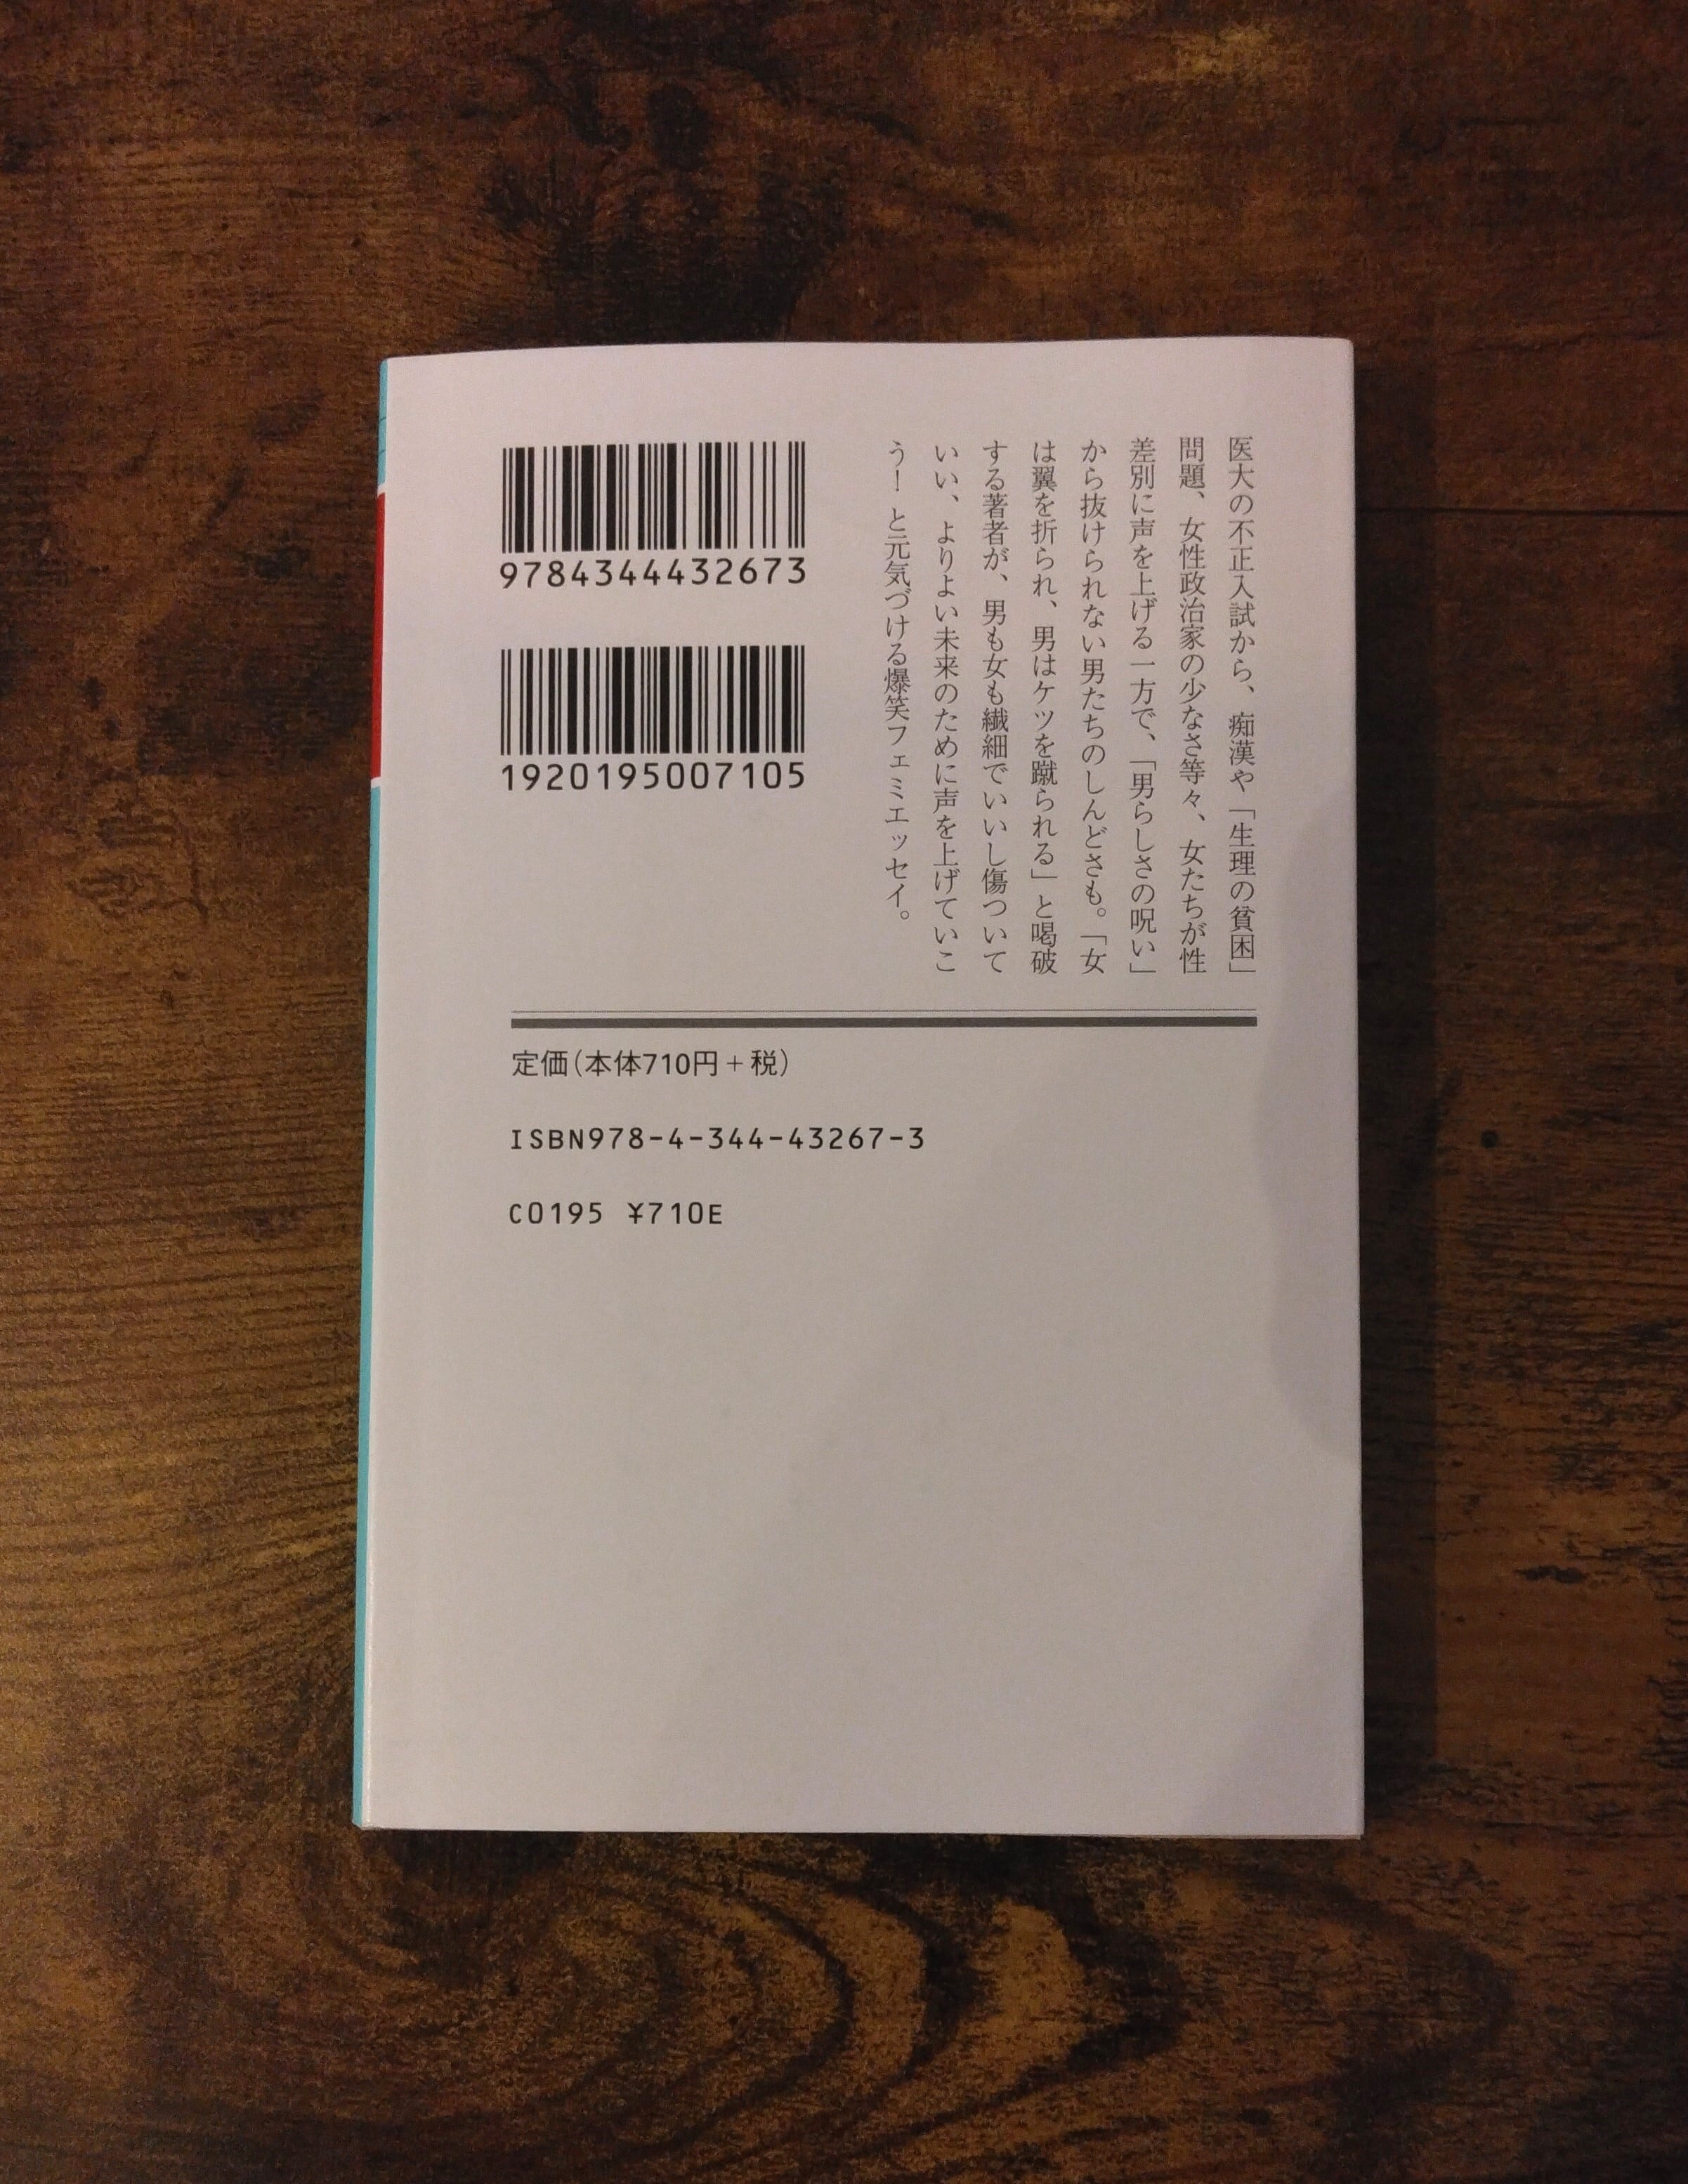 医大の不正入試から、痴漢や「生理の貧困」
問題、女性政治家の少なさ等々、女たちが性
差別に声を上げる一方で、「男らしさの呪い」
から抜けられない男たちのしんどさも。「女
は翼を折られ、男はケツを蹴られる」と喝破
する著者が、男も女も繊細でいいし傷ついて
いい、よりよい未来のために声を上げていこ
う！と元気づける爆笑フェミエッセイ。
9784344432673
1920195007105
定価(本体710円+税)
ISBN978-4-344-43267-3
C0195 ¥710E